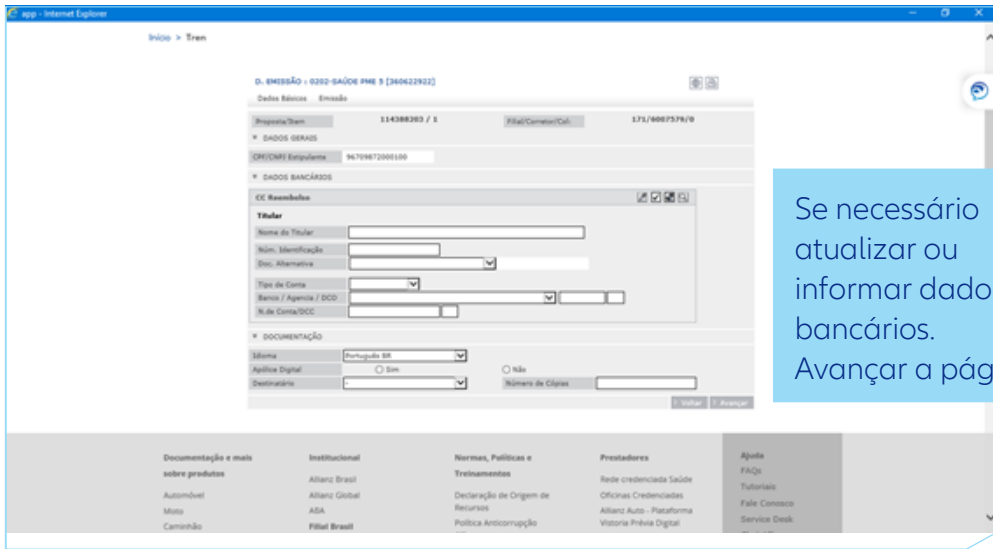 app - Internet Explorer
Início > Tren
D. EMISSÃO : 0202-SAÚDE PME 5 [360622922]
Dados Básicos Emissão
Proposta/Item 114388203 / 1 Filial/Corretor/Col: 171/6007579/0
DADOS GERAIS
CPF/CNPJ Estipulante 96709872000100
DADOS BANCÁRIOS
CC Reembolso
Titular
Nome do Titular
Núm. Identificação
Doc. Alternativa
Tipo de Conta
Banco / Agencia / DCO
N.de Conta/DCC
DOCUMENTAÇÃO
Idioma Português BR
Apólice Digital Sim Não
Destinatário - Número de Cópias
Voltar Avançar
Se necessário
atualizar ou
informar dado
bancários.
Avançar a pág
Documentação e mais
sobre produtos
Automóvel
Moto
Caminhão
Institucional
Allianz Brasil
Allianz Global
ABA
Filial Brasil
Normas, Políticas e
Treinamentos
Declaração de Origem de
Recursos
Política Anticorrupção
Prestadores
Rede credenciada Saúde
Oficinas Credenciadas
Allianz Auto - Plataforma
Vistoria Prévia Digital
Ajuda
FAQs
Tutoriais
Fale Conosco
Service Desk